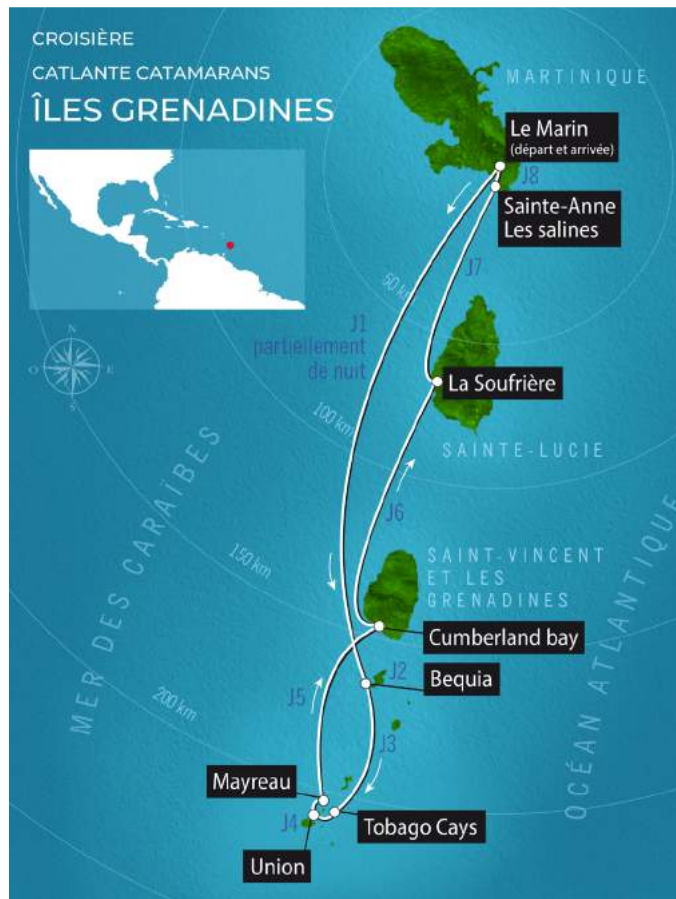 CROISIÈRE
CATLANTE CATAMARANS
ÎLES GRENADINES
MARTINIQUE
Le Marin
(départ et arrivée)
J8
Sainte-Anne
Les salines
J7
50 km
J1
partiellement
de nuit
La Soufrière
N
O
E
S
100 km
SAINTE-LUCIE
J6
MER DES CARAÏBES
150 km
SAINT-VINCENT
ET LES
GRENADINES
OCÉAN ATLANTIQUE
Cumberland bay
J2
Bequia
J5
200 km
J3
Mayreau
J4
Tobago Cays
Union